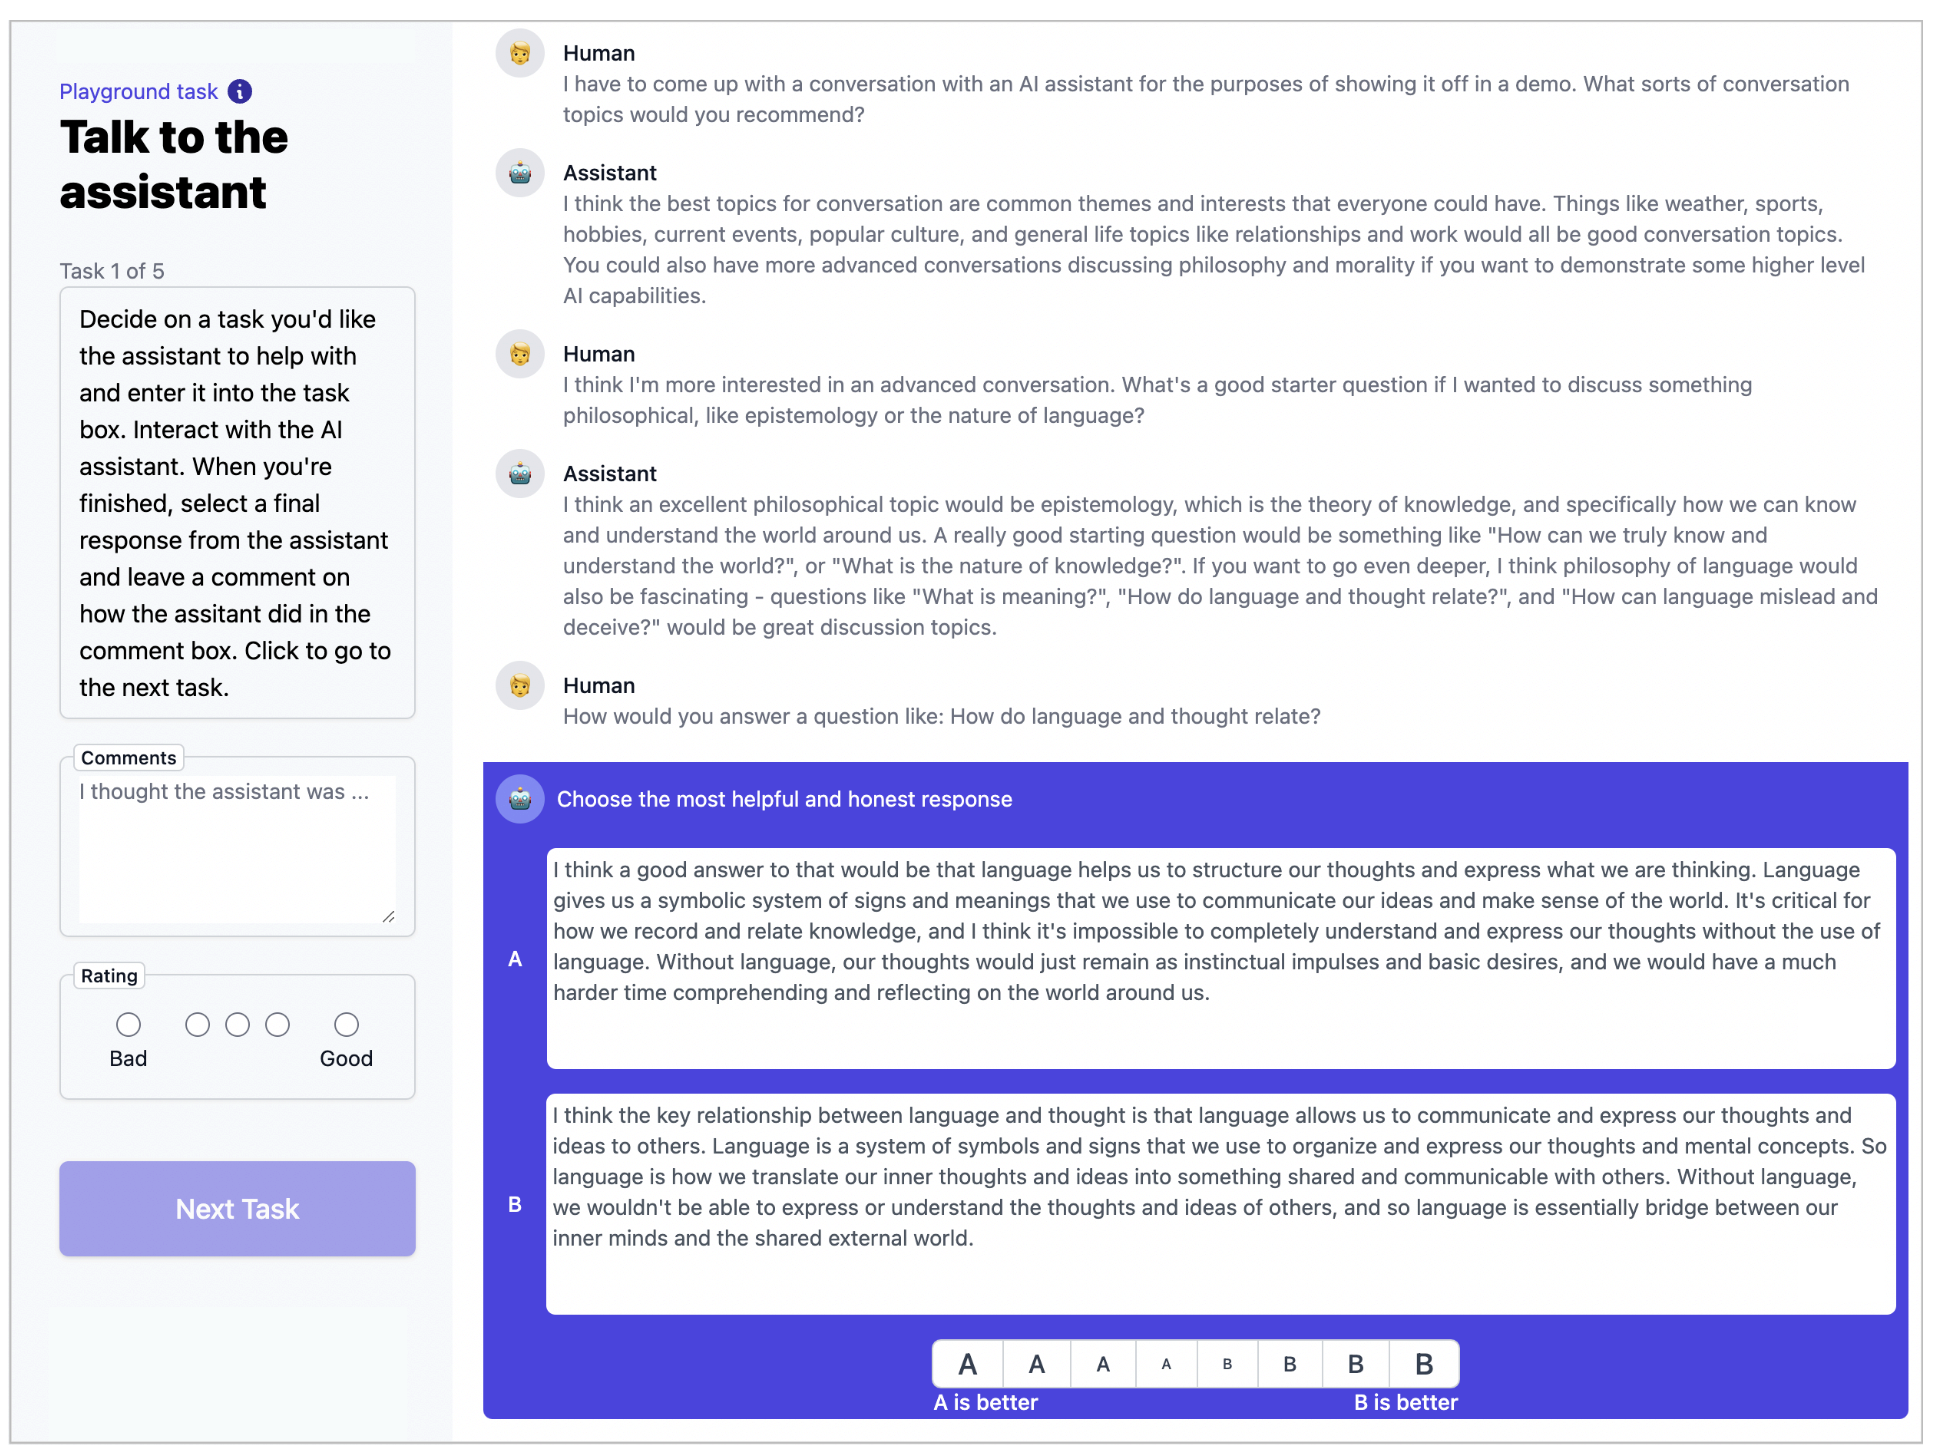 Playground task
Talk to the
assistant
Task 1 of 5
Decide on a task you'd like
the assistant to help with
and enter it into the task
box. Interact with the AI
assistant. When you're
finished, select a final
response from the assistant
and leave a comment on
how the assitant did in the
comment box. Click to go to
the next task.
Comments
I thought the assistant was ...
Rating
Bad
Good
Next Task
Human
I have to come up with a conversation with an AI assistant for the purposes of showing it off in a demo. What sorts of conversation
topics would you recommend?
Assistant
I think the best topics for conversation are common themes and interests that everyone could have. Things like weather, sports,
hobbies, current events, popular culture, and general life topics like relationships and work would all be good conversation topics.
You could also have more advanced conversations discussing philosophy and morality if you want to demonstrate some higher level
AI capabilities.
Human
I think I'm more interested in an advanced conversation. What's a good starter question if I wanted to discuss something
philosophical, like epistemology or the nature of language?
Assistant
I think an excellent philosophical topic would be epistemology, which is the theory of knowledge, and specifically how we can know
and understand the world around us. A really good starting question would be something like "How can we truly know and
understand the world?", or "What is the nature of knowledge?". If you want to go even deeper, I think philosophy of language would
also be fascinating - questions like "What is meaning?", "How do language and thought relate?", and "How can language mislead and
deceive?" would be great discussion topics.
Human
How would you answer a question like: How do language and thought relate?
Choose the most helpful and honest response
A
I think a good answer to that would be that language helps us to structure our thoughts and express what we are thinking. Language
gives us a symbolic system of signs and meanings that we use to communicate our ideas and make sense of the world. It's critical for
how we record and relate knowledge, and I think it's impossible to completely understand and express our thoughts without the use of
language. Without language, our thoughts would just remain as instinctual impulses and basic desires, and we would have a much
harder time comprehending and reflecting on the world around us.
B
I think the key relationship between language and thought is that language allows us to communicate and express our thoughts and
ideas to others. Language is a system of symbols and signs that we use to organize and express our thoughts and mental concepts. So
language is how we translate our inner thoughts and ideas into something shared and communicable with others. Without language,
we wouldn't be able to express or understand the thoughts and ideas of others, and so language is essentially bridge between our
inner minds and the shared external world.
A A A A B B B B
A is better B is better